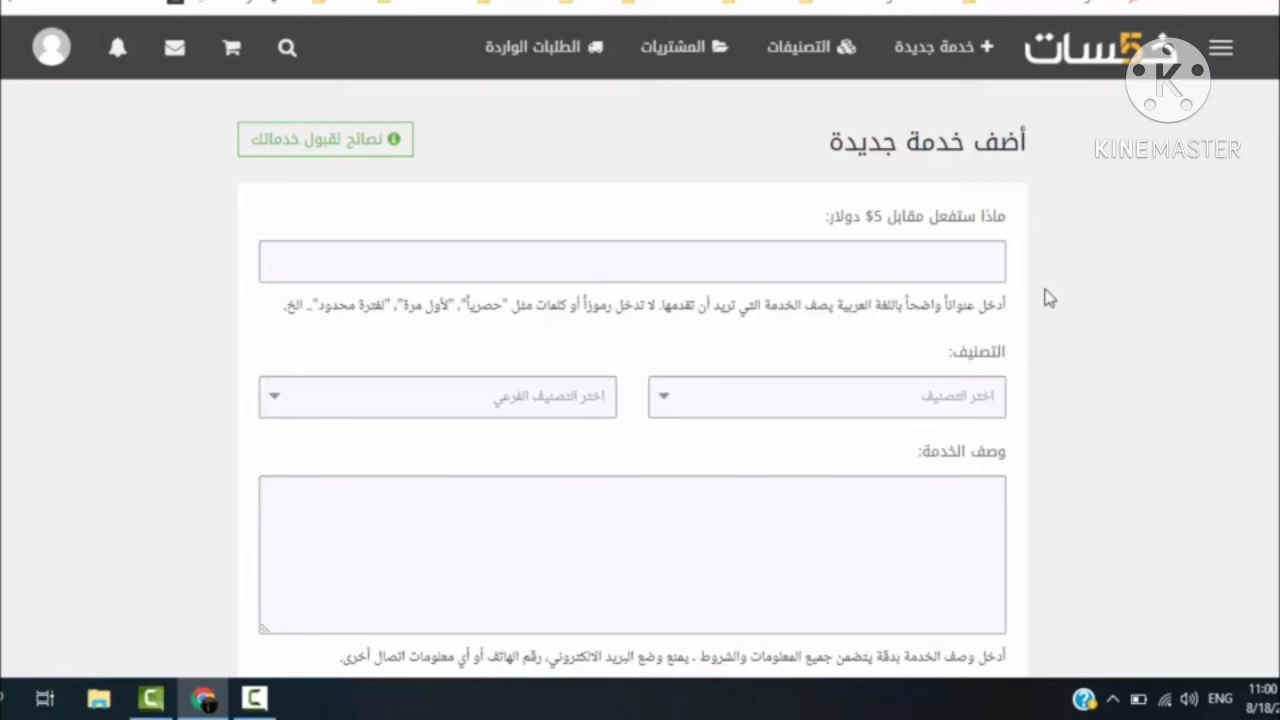 خمسات
خدمة جديدة
التصنيفات
المشتريات
الطلبات الواردة
K
KINEMASTER
أضف خدمة جديدة
نصائح لقبول خدماتك
ماذا ستفعل مقابل 5$ دولار:
أدخل عنواناً واضحاً باللغة العربية يصف الخدمة التي تريد أن تقدمها. لا تدخل رموزاً أو كلمات مثل "حصرياً"، "لأول مرة"، "لفترة محدود".. الخ.
التصنيف:
اختر التصنيف
اختر التصنيف الفرعي
وصف الخدمة:
أدخل وصف الخدمة بدقة يتضمن جميع المعلومات والشروط . يمنع وضع البريد الالكتروني، رقم الهاتف أو أي معلومات اتصال أخرى.
ENG
11:00
8/18/2